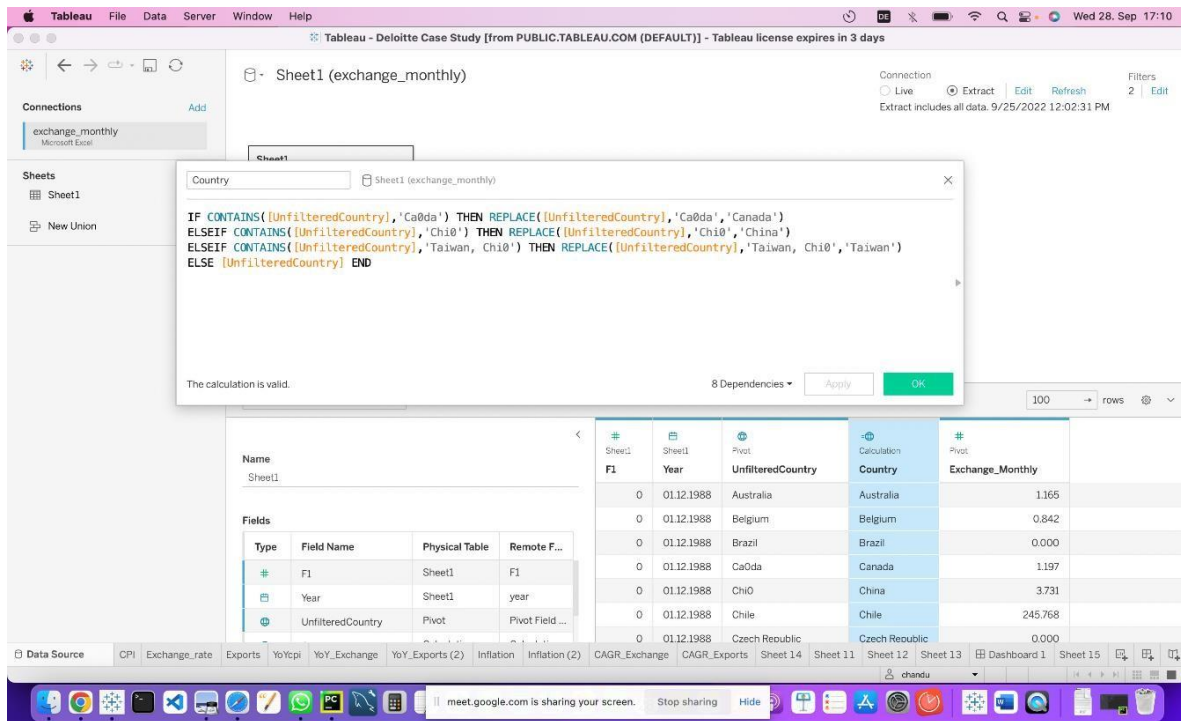 Tableau File Data Server Window Help DE Wed 28. Sep 17:10
Tableau - Deloitte Case Study [from PUBLIC.TABLEAU.COM (DEFAULT)] - Tableau license expires in 3 days
Sheet1 (exchange_monthly)
Connection
Filters
Live Extract Edit Refresh 2 Edit
Extract includes all data. 9/25/2022 12:02:31 PM
Connections Add
exchange_monthly
Microsoft Excel
Sheets
Sheet1
New Union
Sheet1
Country Sheet1 (exchange_monthly)
IF CONTAINS([UnfilteredCountry],'Ca0da') THEN REPLACE([UnfilteredCountry],'Ca0da','Canada')
ELSEIF CONTAINS([UnfilteredCountry],'Chi0') THEN REPLACE([UnfilteredCountry],'Chi0','China')
ELSEIF CONTAINS([UnfilteredCountry],'Taiwan, Chi0') THEN REPLACE([UnfilteredCountry],'Taiwan, Chi0','Taiwan')
ELSE [UnfilteredCountry] END
The calculation is valid. 8 Dependencies Apply OK
100 rows
Name
Sheet1
Fields
Type Field Name Physical Table Remote F...
F1 Sheet1 F1
Year Sheet1 year
UnfilteredCountry Pivot Pivot Field ...
Sheet1 Sheet1 Pivot Calculation Pivot
F1 Year UnfilteredCountry Country Exchange_Monthly
0 01.12.1988 Australia Australia 1.165
0 01.12.1988 Belgium Belgium 0.842
0 01.12.1988 Brazil Brazil 0.000
0 01.12.1988 Ca0da Canada 1.197
0 01.12.1988 Chi0 China 3.731
0 01.12.1988 Chile Chile 245.768
0 01.12.1988 Czech Republic Czech Republic 0.000
Data Source CPI Exchange_rate Exports YoYcpi YoY_Exchange YoY_Exports (2) Inflation Inflation (2) CAGR_Exchange CAGR_Exports Sheet 14 Sheet 11 Sheet 12 Sheet 13 Dashboard 1 Sheet 15
chandu
meet.google.com is sharing your screen. Stop sharing Hide